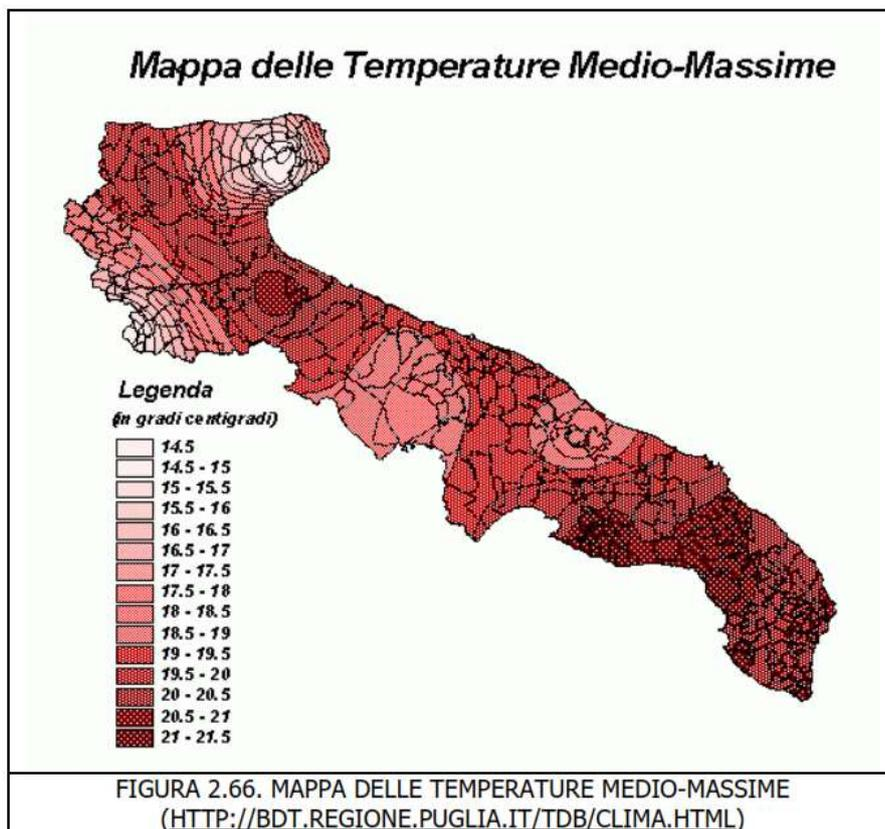 Mappa delle Temperature Medio-Massime
Legenda
(in gradi centigradi)
14.5
14.5 - 15
15 - 15.5
15.5 - 16
16 - 16.5
16.5 - 17
17 - 17.5
17.5 - 18
18 - 18.5
18.5 - 19
19 - 19.5
19.5 - 20
20 - 20.5
20.5 - 21
21 - 21.5
FIGURA 2.66. MAPPA DELLE TEMPERATURE MEDIO-MASSIME
(HTTP://BDT.REGIONE.PUGLIA.IT/TDB/CLIMA.HTML)